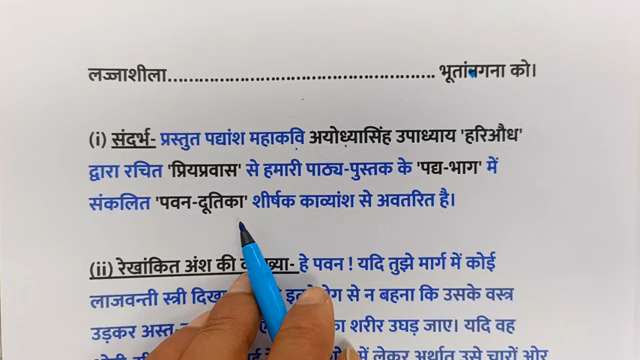 लज्जाशीला.................................................... भूतांगना को।
(i) संदर्भ- प्रस्तुत पद्यांश महाकवि अयोध्यासिंह उपाध्याय 'हरिऔध'
द्वारा रचित 'प्रियप्रवास' से हमारी पाठ्य-पुस्तक के 'पद्य-भाग' में
संकलित 'पवन-दूतिका' शीर्षक काव्यांश से अवतरित है।
(ii) रेखांकित अंश की हे पवन ! यदि तुझे मार्ग में कोई
लाजवन्ती स्त्री से न बहना कि उसके वस्त्र
उड़कर अस्त- का शरीर उघड़ जाए। यदि वह
में लेकर अर्थात् उसे चारों ओर